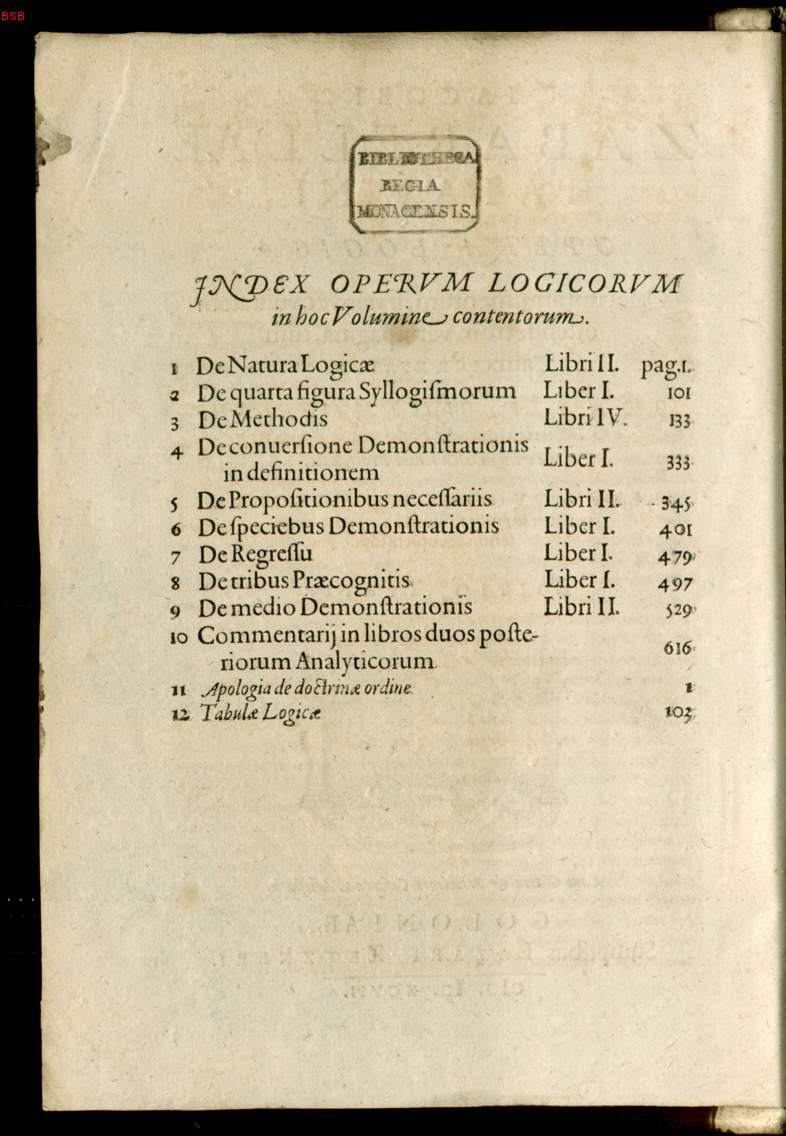 BSB
BIBLIOTHECA
REGIA
MONACENSIS.
INDEX OPERVM LOGICORVM
in hoc Volumine contentorum.
1 De Natura Logicæ Libri II. pag. 1.
2 De quarta figura Syllogiſmorum Liber I. 101
3 De Methodis Libri IV. 133
4 De conuerſione Demonſtrationis
in definitionem Liber I. 333
5 De Propoſitionibus neceſſariis Libri II. 345
6 De ſpeciebus Demonſtrationis Liber I. 401
7 De Regreſſu Liber I. 479
8 De tribus Præcognitis. Liber I. 497
9 De medio Demonſtrationis Libri II. 529
10 Commentarij in libros duos poſte-
riorum Analyticorum. 616
11 Apologia de doctrinæ ordine. 1
12 Tabulæ Logicæ 103